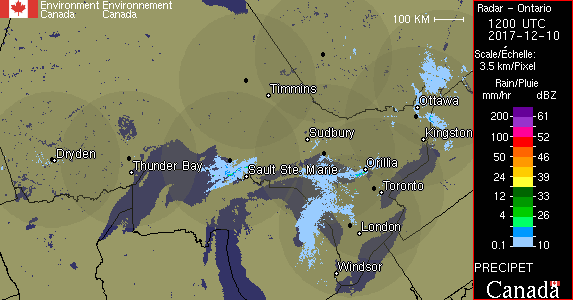 Environment Environnement
Canada Canada
100 KM
Timmins
Ottawa
Sudbury
Kingston
Dryden
Thunder Bay
Sault Ste. Marie
Orillia
Toronto
London
Windsor
Radar - Ontario
1200 UTC
2017-12-10
Scale/Échelle:
3.5 km/Pixel
Rain/Pluie
mm/hr dBZ
200 61
100 52
50 46
24 39
12 33
4 26
0.1 10
PRECIPET
Canada